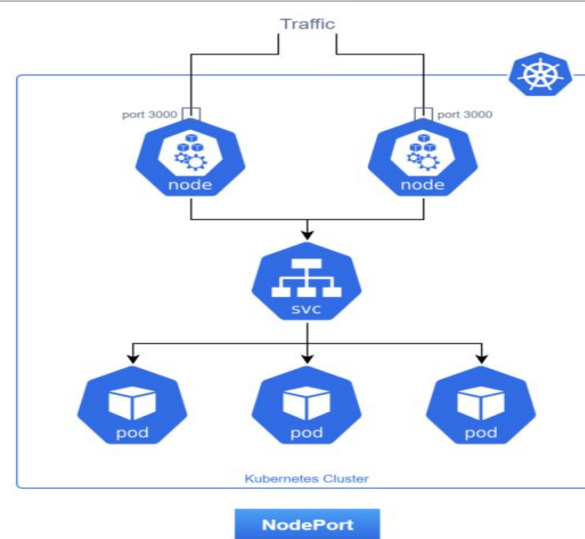 Traffic
port 3000
port 3000
node
node
svc
pod
pod
pod
Kubernetes Cluster
NodePort